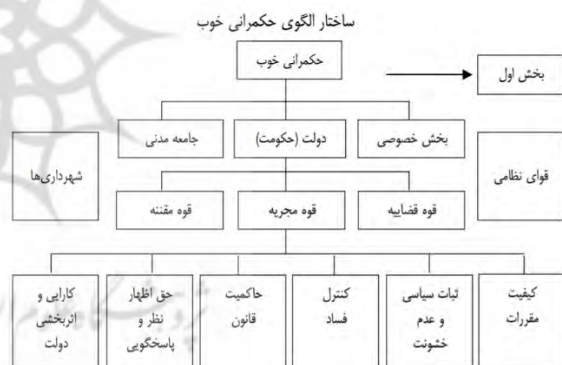 ساختار الگوی حکمرانی خوب
حکمرانی خوب
بخش اول
بخش خصوصی
دولت (حکومت)
جامعه مدنی
قوای نظامی
شهرداری‌ها
قوه قضاییه
قوه مجریه
قوه مقننه
کیفیت
مقررات
ثبات سیاسی
و عدم
خشونت
کنترل
فساد
حاکمیت
قانون
حق اظهار
نظر و
پاسخگویی
کارایی و
اثربخشی
دولت